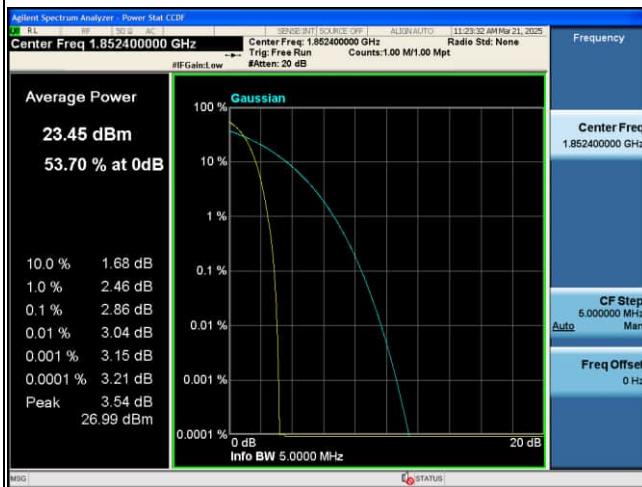 Agilent Spectrum Analyzer - Power Stat CCDF
RL RF 50 Ω AC SENSE:INT SOURCE OFF ALIGN AUTO 11:23:32 AM Mar 21, 2025
Center Freq 1.852400000 GHz
Center Freq: 1.852400000 GHz Radio Std: None
Trig: Free Run Counts:1.00 M/1.00 Mpt
#IFGain:Low #Atten: 20 dB
Frequency
Average Power
23.45 dBm
53.70 % at 0dB
10.0 % 1.68 dB
1.0 % 2.46 dB
0.1 % 2.86 dB
0.01 % 3.04 dB
0.001 % 3.15 dB
0.0001 % 3.21 dB
Peak 3.54 dB
26.99 dBm
100 %
Gaussian
10 %
1 %
0.1 %
0.01 %
0.001 %
0.0001 %
0 dB 20 dB
Info BW 5.0000 MHz
Center Freq
1.852400000 GHz
CF Step
5.000000 MHz
Auto Man
Freq Offset
0 Hz
MSG STATUS